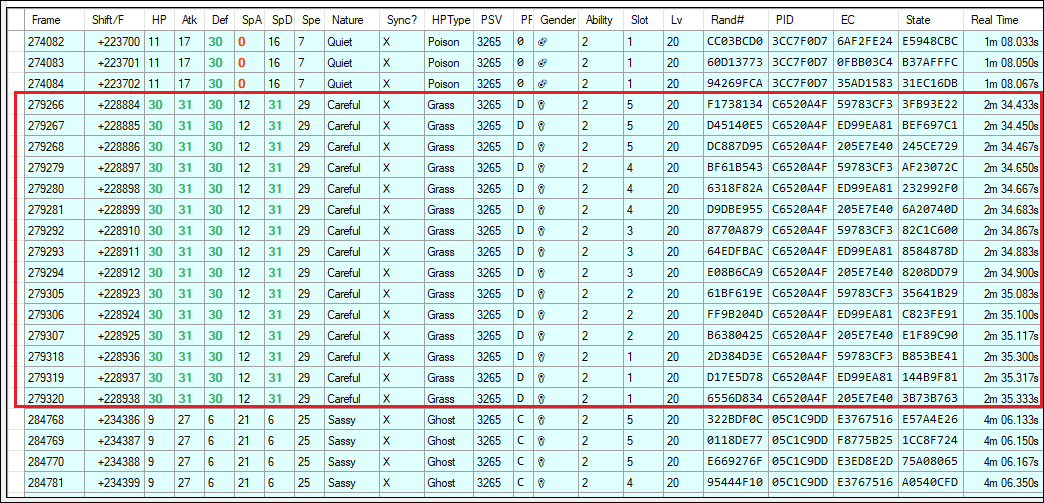 Frame Shift/F HP Atk Def SpA SpD Spe Nature Sync? HPType PSV PF Gender Ability Slot Lv Rand# PID EC State Real Time
274082 +223700 11 17 30 0 16 7 Quiet X Poison 3265 0 ♂ 2 1 20 CC03BCD0 3CC7F0D7 6AF2FE24 E5948CBC 1m 08.033s
274083 +223701 11 17 30 0 16 7 Quiet X Poison 3265 0 ♂ 2 1 20 60D13773 3CC7F0D7 0FBB03C4 B37AFFFC 1m 08.050s
274084 +223702 11 17 30 0 16 7 Quiet X Poison 3265 0 ♂ 2 1 20 94269FCA 3CC7F0D7 35AD1583 31EC16DB 1m 08.067s
279266 +228884 30 31 30 12 31 29 Careful X Grass 3265 D ♀ 2 5 20 F1738134 C6520A4F 59783CF3 3FB93E22 2m 34.433s
279267 +228885 30 31 30 12 31 29 Careful X Grass 3265 D ♀ 2 5 20 D45140E5 C6520A4F ED99EA81 BEF697C1 2m 34.450s
279268 +228886 30 31 30 12 31 29 Careful X Grass 3265 D ♀ 2 5 20 DC887D95 C6520A4F 205E7E40 245CE729 2m 34.467s
279279 +228897 30 31 30 12 31 29 Careful X Grass 3265 D ♀ 2 4 20 BF61B543 C6520A4F 59783CF3 AF23072C 2m 34.650s
279280 +228898 30 31 30 12 31 29 Careful X Grass 3265 D ♀ 2 4 20 6318F82A C6520A4F ED99EA81 232992F0 2m 34.667s
279281 +228899 30 31 30 12 31 29 Careful X Grass 3265 D ♀ 2 4 20 D9DBE955 C6520A4F 205E7E40 6A20740D 2m 34.683s
279292 +228910 30 31 30 12 31 29 Careful X Grass 3265 D ♀ 2 3 20 8770A879 C6520A4F 59783CF3 82C1C600 2m 34.867s
279293 +228911 30 31 30 12 31 29 Careful X Grass 3265 D ♀ 2 3 20 64EDFBAC C6520A4F ED99EA81 8584878D 2m 34.883s
279294 +228912 30 31 30 12 31 29 Careful X Grass 3265 D ♀ 2 3 20 E08B6CA9 C6520A4F 205E7E40 8208DD79 2m 34.900s
279305 +228923 30 31 30 12 31 29 Careful X Grass 3265 D ♀ 2 2 20 61BF619E C6520A4F 59783CF3 35641B29 2m 35.083s
279306 +228924 30 31 30 12 31 29 Careful X Grass 3265 D ♀ 2 2 20 FF9B204D C6520A4F ED99EA81 C823FE91 2m 35.100s
279307 +228925 30 31 30 12 31 29 Careful X Grass 3265 D ♀ 2 2 20 B6380425 C6520A4F 205E7E40 E1F89C90 2m 35.117s
279318 +228936 30 31 30 12 31 29 Careful X Grass 3265 D ♀ 2 1 20 2D384D3E C6520A4F 59783CF3 B853BE41 2m 35.300s
279319 +228937 30 31 30 12 31 29 Careful X Grass 3265 D ♀ 2 1 20 D17E5D78 C6520A4F ED99EA81 144B9F81 2m 35.317s
279320 +228938 30 31 30 12 31 29 Careful X Grass 3265 D ♀ 2 1 20 6556D834 C6520A4F 205E7E40 3B73B763 2m 35.333s
284768 +234386 9 27 6 21 6 25 Sassy X Ghost 3265 C ♀ 2 5 20 322BDF0C 05C1C9DD E3767516 E57A4E26 4m 06.133s
284769 +234387 9 27 6 21 6 25 Sassy X Ghost 3265 C ♀ 2 5 20 0118DE77 05C1C9DD F8775B25 1CC8F724 4m 06.150s
284770 +234388 9 27 6 21 6 25 Sassy X Ghost 3265 C ♀ 2 5 20 E669276F 05C1C9DD E3ED8E2D 75A08065 4m 06.167s
284781 +234399 9 27 6 21 6 25 Sassy X Ghost 3265 C ♀ 2 4 20 95444F10 05C1C9DD E3767516 A0540CFD 4m 06.350s